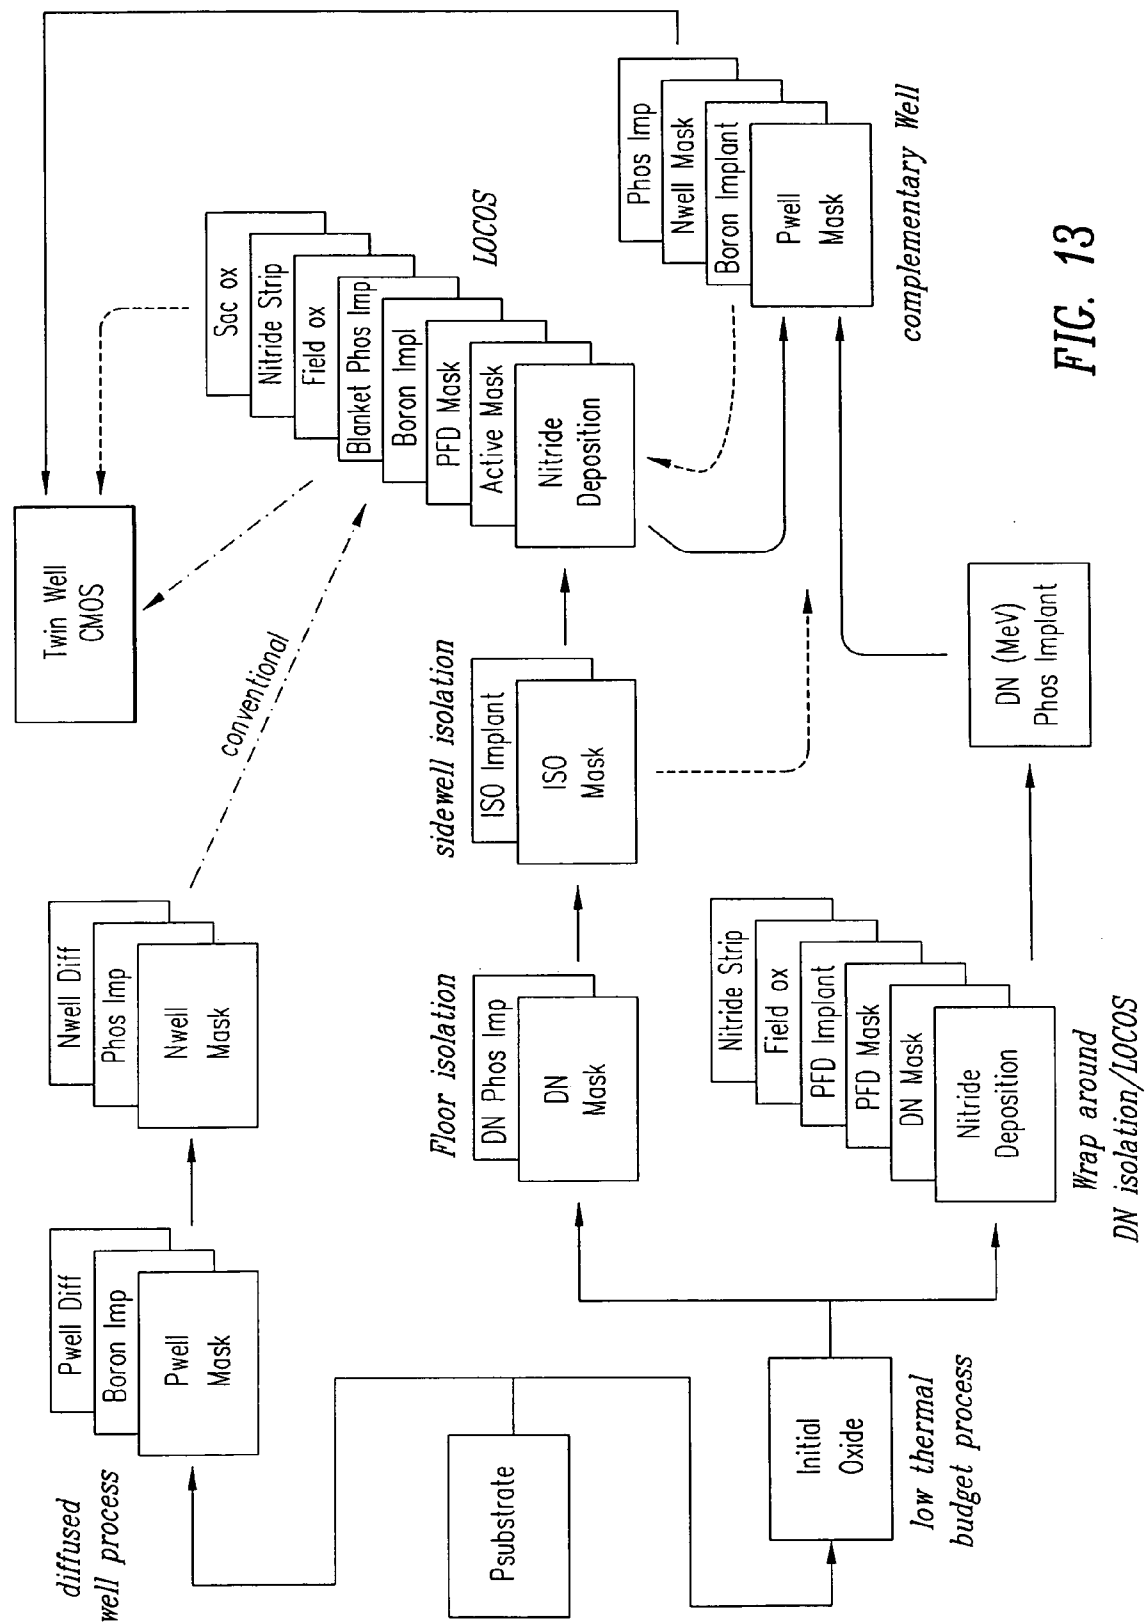 diffused
well process
Pwell Diff
Boron Imp
Pwell
Mask
Nwell Diff
Phos Imp
Nwell
Mask
conventional
Twin Well
CMOS
Psubstrate
Floor isolation
DN Phos Imp
DN
Mask
sidewell isolation
ISO Implant
ISO
Mask
Sac ox
Nitride Strip
Field ox
Blanket Phos Imp
Boron Impl
PFD Mask
Active Mask
Nitride
Deposition
LOCOS
Initial
Oxide
low thermal
budget process
Nitride Strip
Field ox
PFD Implant
PFD Mask
DN Mask
Nitride
Deposition
Wrap around
DN isolation/LOCOS
DN (MeV)
Phos Implant
Phos Imp
Nwell Mask
Boron Implant
Pwell
Mask
complementary Well
FIG. 13